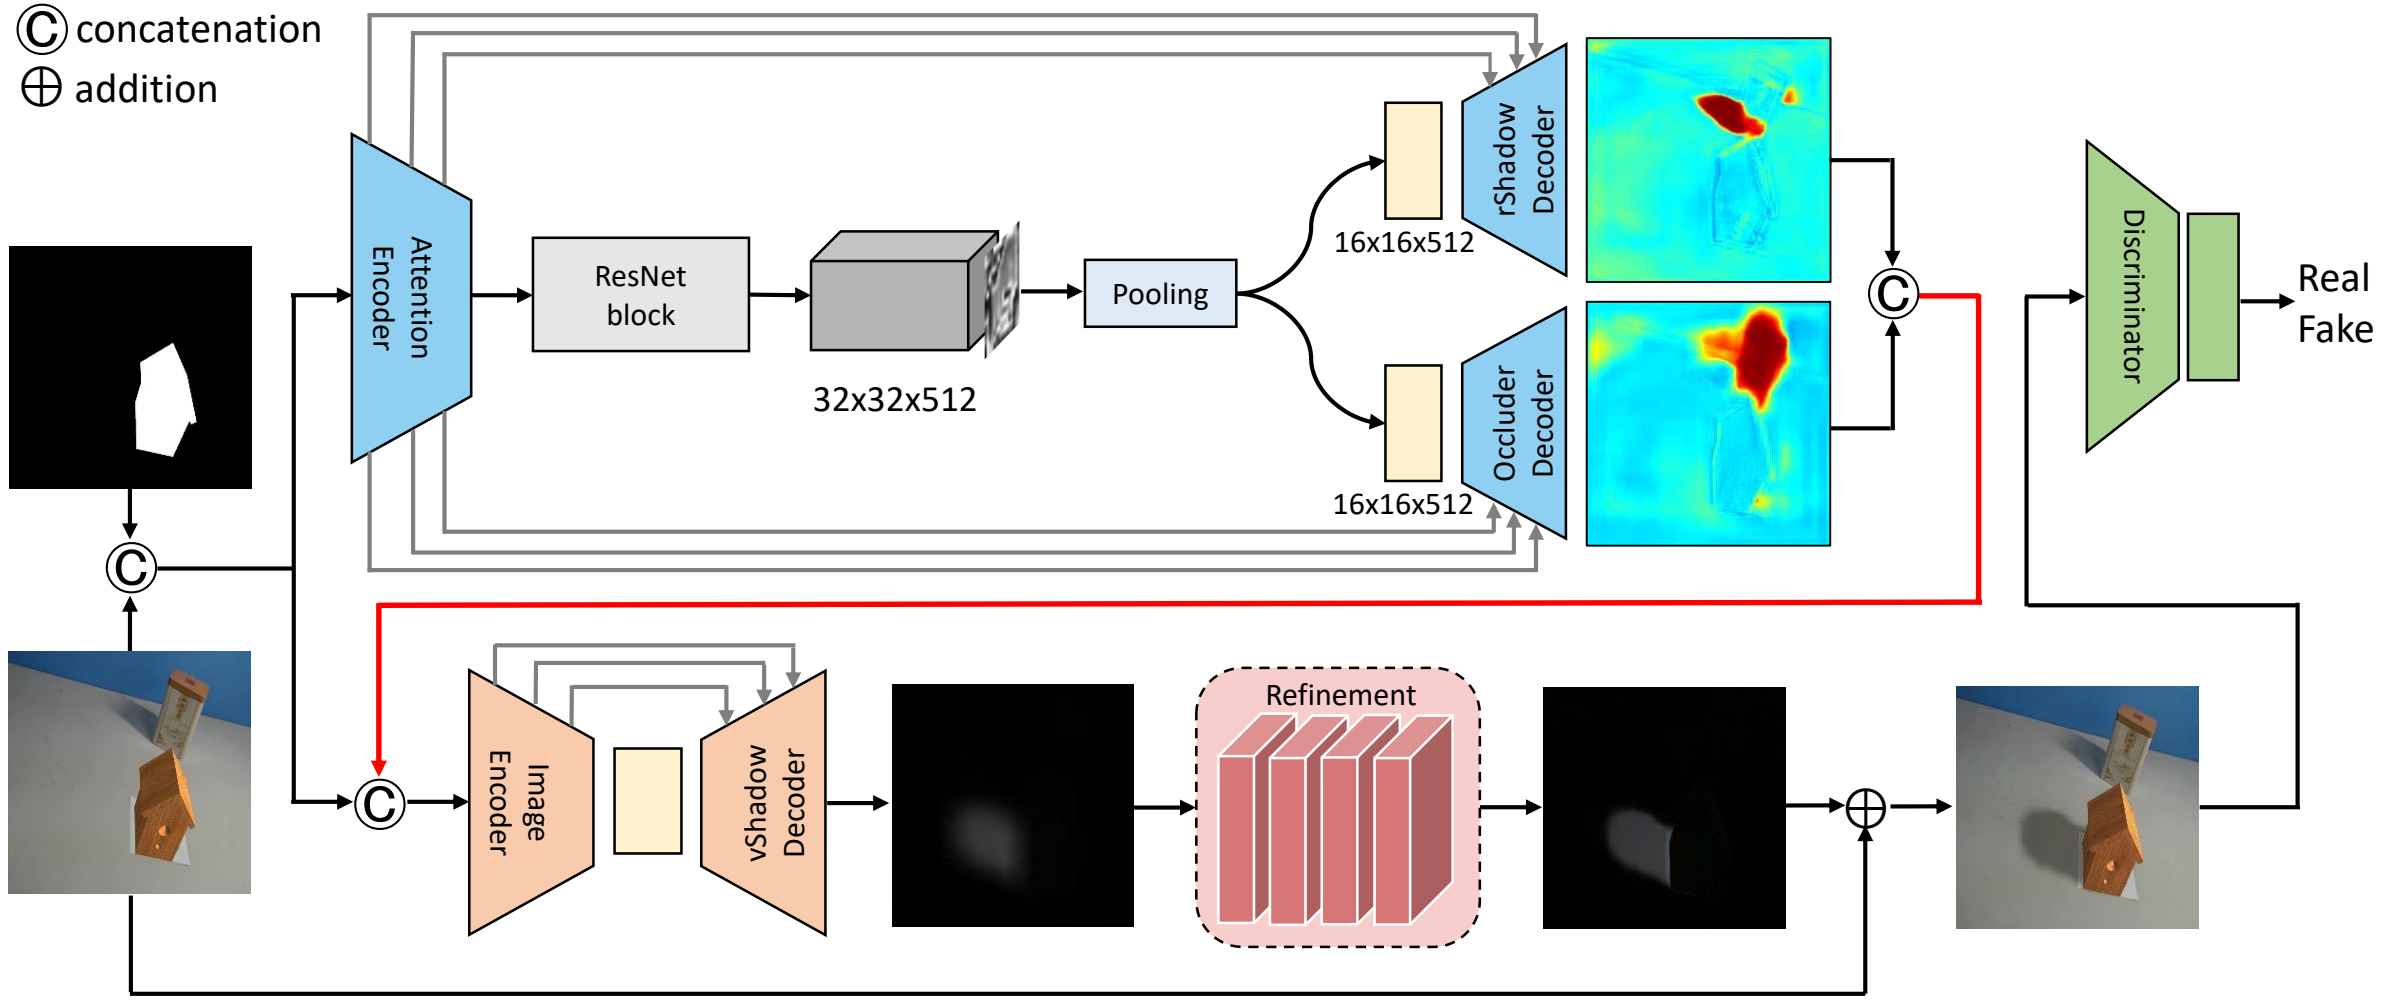 C concatenation
addition
Attention
Encoder
ResNet
block
32x32x512
Pooling
16x16x512
rShadow
Decoder
16x16x512
Occluder
Decoder
C
Discriminator
Real
Fake
C
C
Image
Encoder
vShadow
Decoder
Refinement